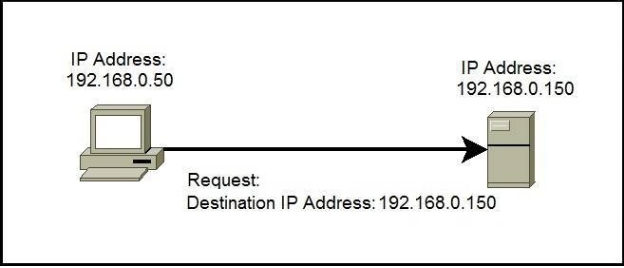 IP Address:
192.168.0.50
IP Address:
192.168.0.150
Request:
Destination IP Address: 192.168.0.150